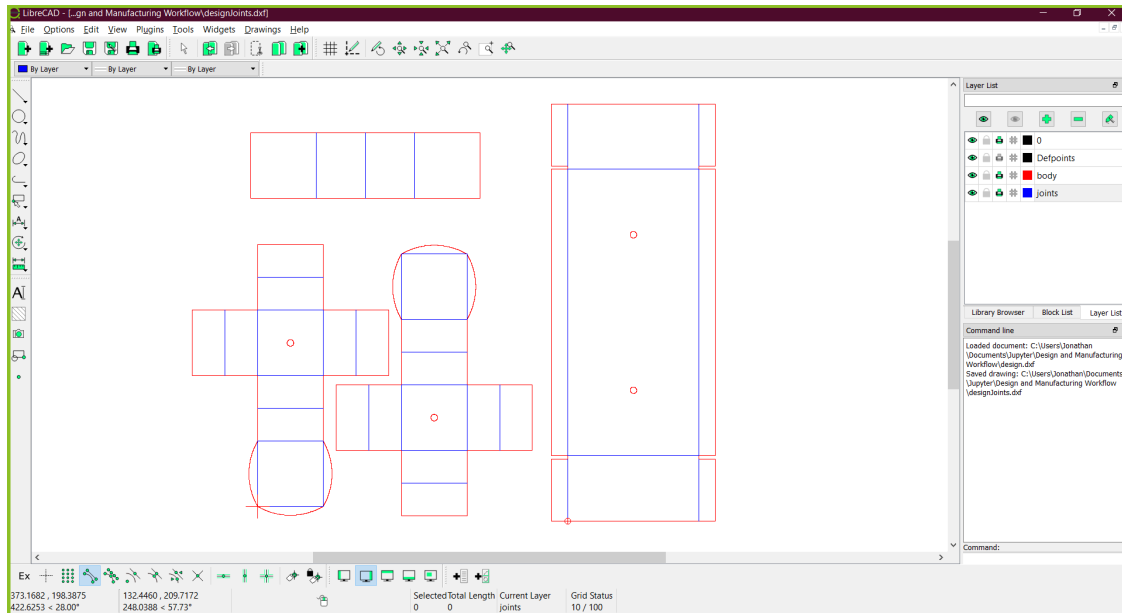 LibreCAD - [...gn and Manufacturing Workflow\designJoints.dxf]
File Options Edit View Plugins Tools Widgets Drawings Help
By Layer By Layer By Layer
Layer List
0
Defpoints
body
joints
Library Browser Block List Layer List
Command line
Loaded document: C:\Users\Jonathan
\Documents\Jupyter\Design and Manufacturing
Workflow\design.dxf
Saved drawing: C:\Users\Jonathan\Documents
\Jupyter\Design and Manufacturing Workflow
\designJoints.dxf
Command:
A
A
Ex
373.1682 , 198.3875 132.4460 , 209.7172 Selected Total Length Current Layer Grid Status
422.6253 < 28.00° 248.0388 < 57.73° 0 0 joints 10 / 100